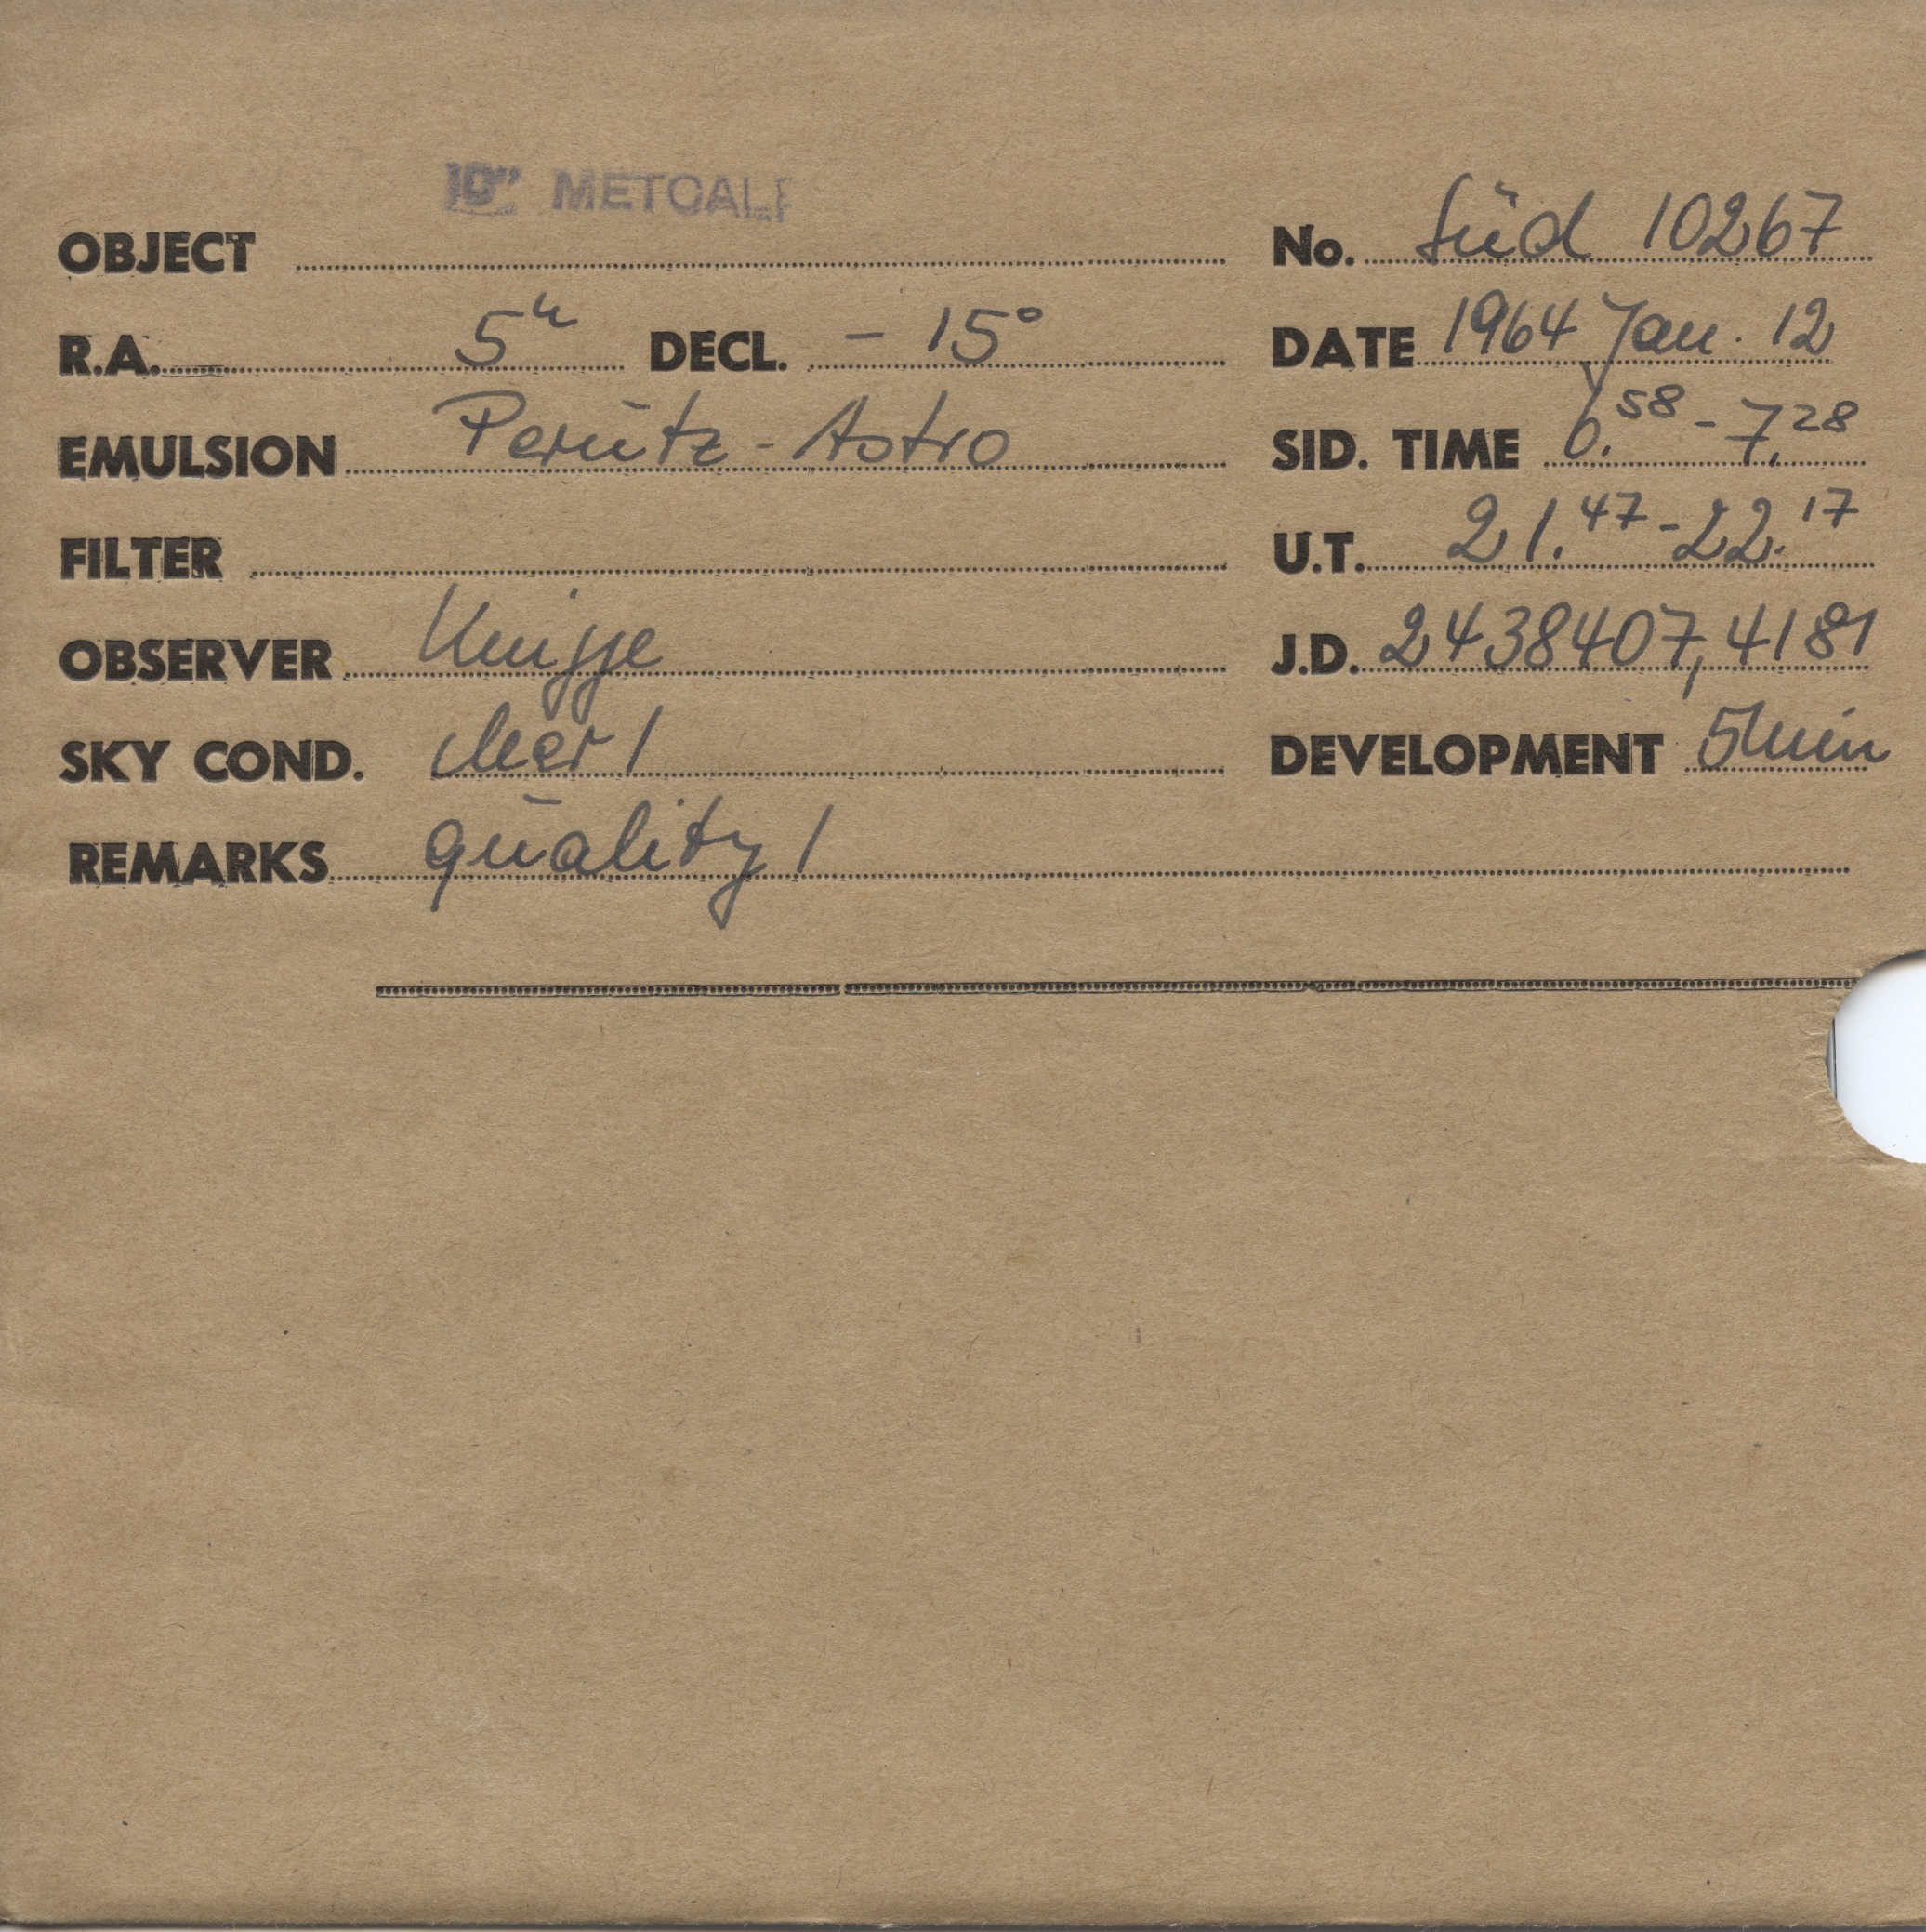 10" METCALF
OBJECT No. Süd 10267
R.A. 5h DECL. - 15° DATE 1964 Jan. 12
EMULSION Perutz - Astro SID. TIME 6.58 - 7.28
FILTER U.T. 21.47 - 22.17
OBSERVER Knigge J.D. 2438407,4181
SKY COND. clear 1 DEVELOPMENT 5min
REMARKS quality 1